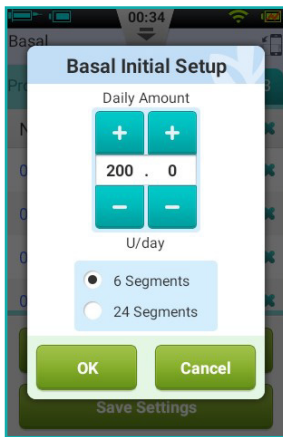 00:34
Basal
Basal Initial Setup
Daily Amount
+ +
200 . 0
− −
U/day
6 Segments
24 Segments
OK Cancel
Save Settings